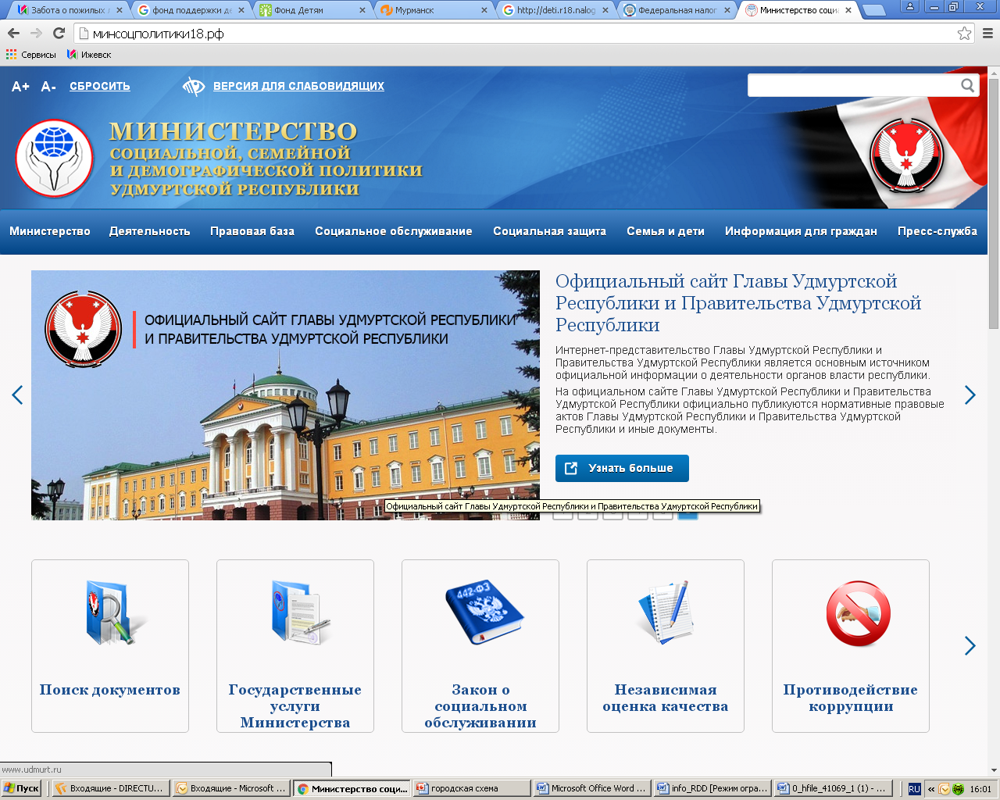 Забота о пожилых л
фонд поддержки де
Фонд Детям
Мурманск
http://deti.r18.nalog
Федеральная налог
Министерство соци
минсоцполитики18.рф
Сервисы
Ижевск
A+ A- СБРОСИТЬ ВЕРСИЯ ДЛЯ СЛАБОВИДЯЩИХ
МИНИСТЕРСТВО
СОЦИАЛЬНОЙ, СЕМЕЙНОЙ
И ДЕМОГРАФИЧЕСКОЙ ПОЛИТИКИ
УДМУРТСКОЙ РЕСПУБЛИКИ
Министерство Деятельность Правовая база Социальное обслуживание Социальная защита Семья и дети Информация для граждан Пресс-служба
ОФИЦИАЛЬНЫЙ САЙТ ГЛАВЫ УДМУРТСКОЙ РЕСПУБЛИКИ
И ПРАВИТЕЛЬСТВА УДМУРТСКОЙ РЕСПУБЛИКИ
Официальный сайт Главы Удмуртской
Республики и Правительства Удмуртской
Республики
Интернет-представительство Главы Удмуртской Республики и
Правительства Удмуртской Республики является основным источником
официальной информации о деятельности органов власти республики.
На официальном сайте Главы Удмуртской Республики и Правительства
Удмуртской Республики официально публикуются нормативные правовые
актов Главы Удмуртской Республики и Правительства Удмуртской
Республики и иные документы.
Узнать больше
Официальный сайт Главы Удмуртской Республики и Правительства Удмуртской Республики
442-ФЗ
Поиск документов
Государственные
услуги
Министерства
Закон о
социальном
обслуживании
Независимая
оценка качества
Противодействие
коррупции
www.udmurt.ru
Пуск
Входящие - DIRECTU...
Входящие - Microsoft ...
Министерство соци...
городская схема
Microsoft Office Word ...
info_RDD [Режим огра...
0_hfile_41069_1 (1) - ...
RU
16:01